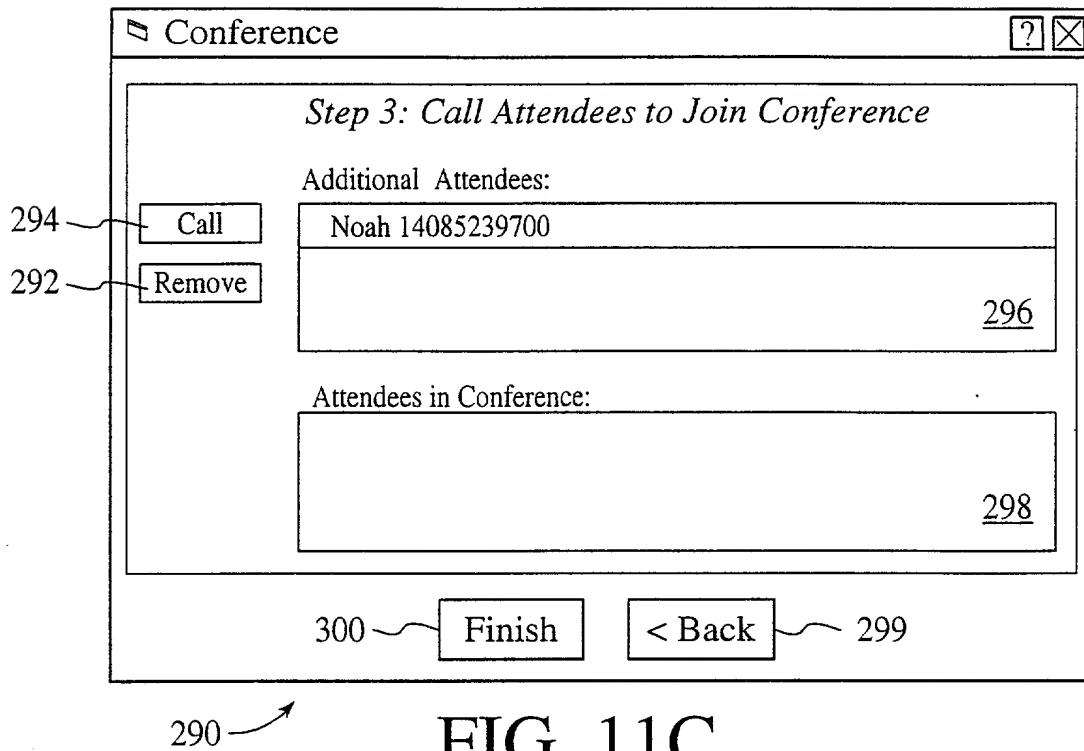 Conference ?
Step 3: Call Attendees to Join Conference
Additional Attendees:
294 Call Noah 14085239700
292 Remove
296
Attendees in Conference:
298
300 Finish < Back 299
290
FIG. 11C